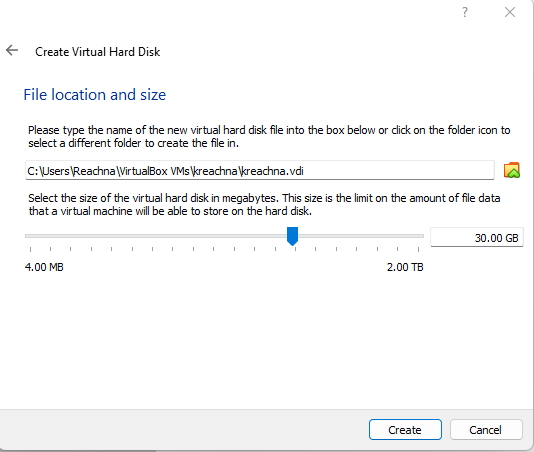 ?
Create Virtual Hard Disk
File location and size
Please type the name of the new virtual hard disk file into the box below or click on the folder icon to
select a different folder to create the file in.
C:\Users\Reachna\VirtualBox VMs\kreachna\kreachna.vdi
Select the size of the virtual hard disk in megabytes. This size is the limit on the amount of file data
that a virtual machine will be able to store on the hard disk.
30.00 GB
4.00 MB 2.00 TB
Create Cancel